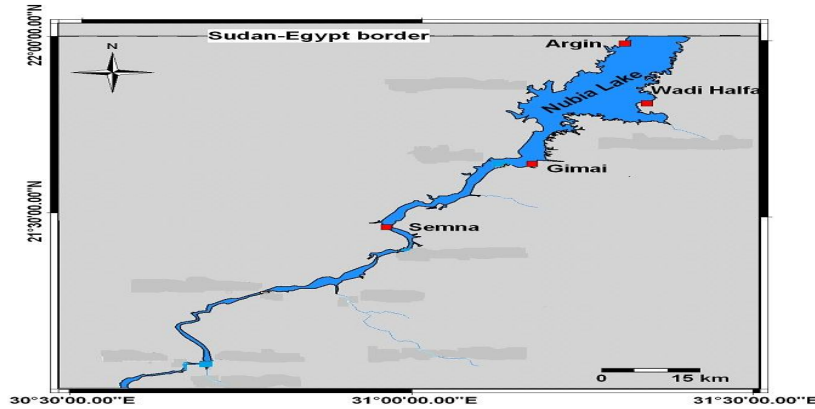 Sudan-Egypt border
22°00'00.00"N
N
Argin
Nubia Lake
Wadi Halfa
Gimai
21°30'00.00"N
Semna
0 15 km
30°30'00.00"E 31°00'00.00"E 31°30'00.00"E